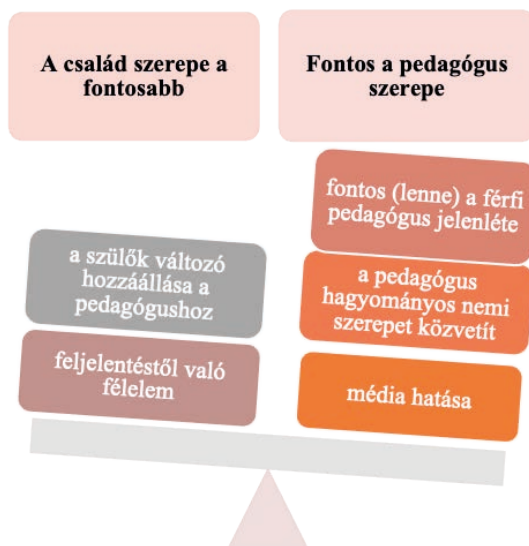 A család szerepe a
fontosabb
Fontos a pedagógus
szerepe
a szülők változó
hozzáállása a
pedagógushoz
feljelentéstől való
félelem
fontos (lenne) a férfi
pedagógus jelenléte
a pedagógus
hagyományos nemi
szerepet közvetít
média hatása